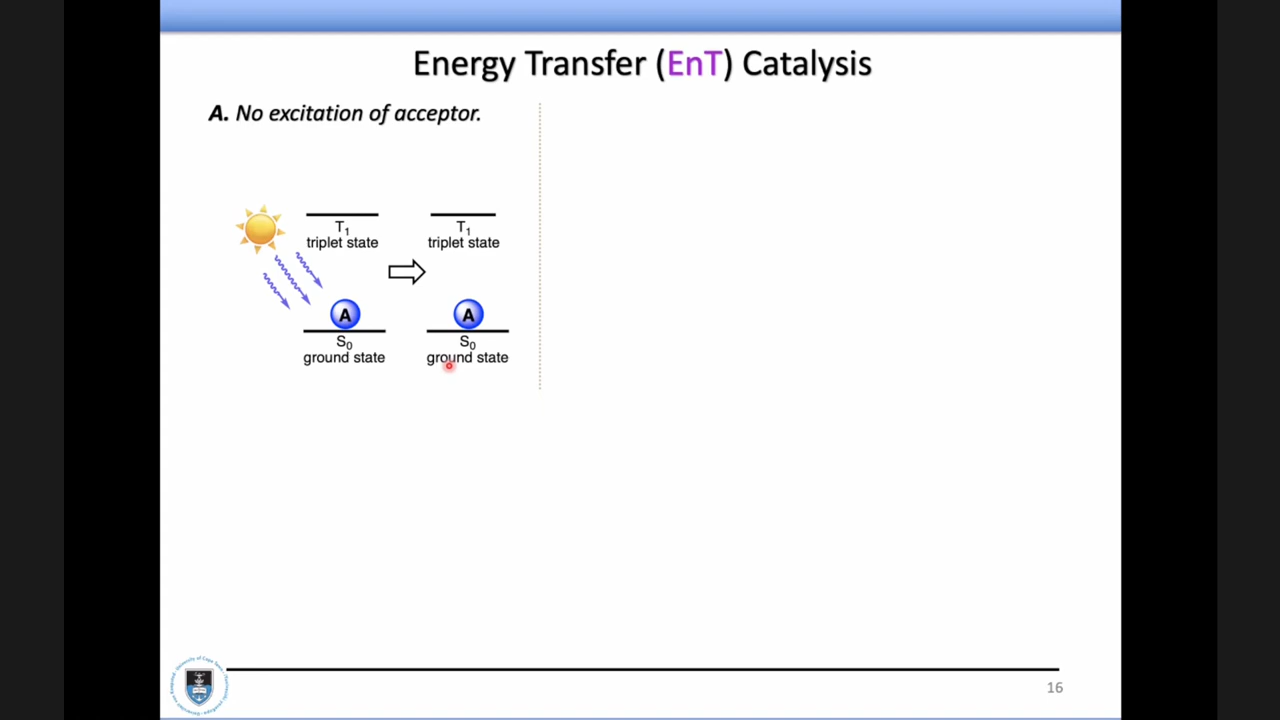 Energy Transfer (EnT) Catalysis
A. No excitation of acceptor.
T1
triplet state
T1
triplet state
A
S0
ground state
A
S0
ground state
16